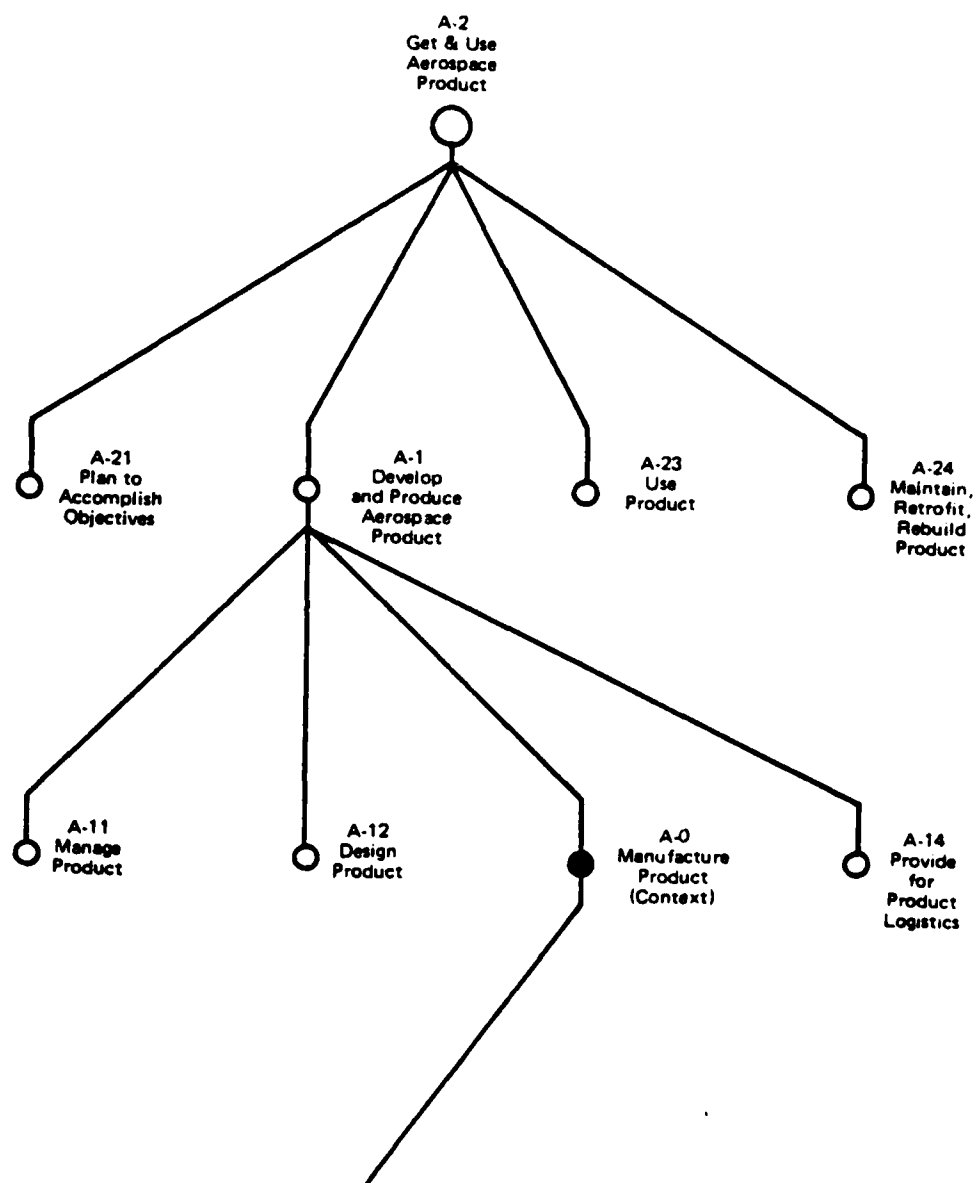 A-2
Get & Use
Aerospace
Product
A-21
Plan to
Accomplish
Objectives
A-1
Develop
and Produce
Aerospace
Product
A-23
Use
Product
A-24
Maintain,
Retrofit,
Rebuild
Product
A-11
Manage
Product
A-12
Design
Product
A-0
Manufacture
Product
(Context)
A-14
Provide
for
Product
Logistics